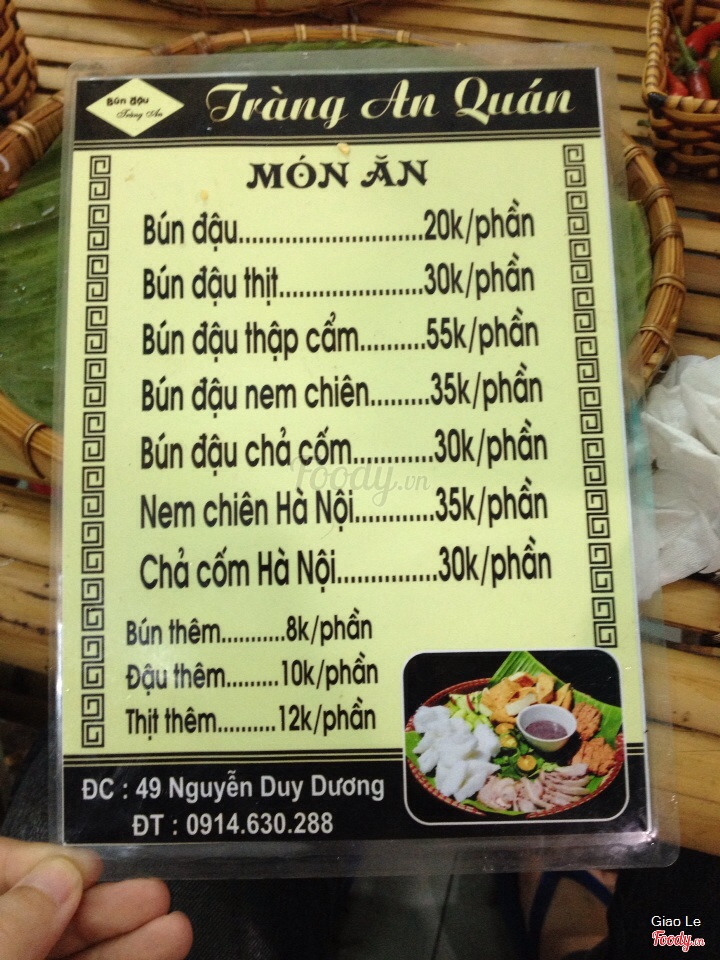 Bún đậu
Tràng An
Tràng An Quán
MÓN ĂN
Bún đậu............................20k/phần
Bún đậu thịt......................30k/phần
Bún đậu thập cẩm..........55k/phần
Bún đậu nem chiên.........35k/phần
Bún đậu chả cốm............30k/phần
Nem chiên Hà Nội............35k/phần
Chả cốm Hà Nội...............30k/phần
Bún thêm...........8k/phần
Đậu thêm.........10k/phần
Thịt thêm..........12k/phần
ĐC : 49 Nguyễn Duy Dương
ĐT : 0914.630.288
foody.vn
Giao Le
Foody.vn